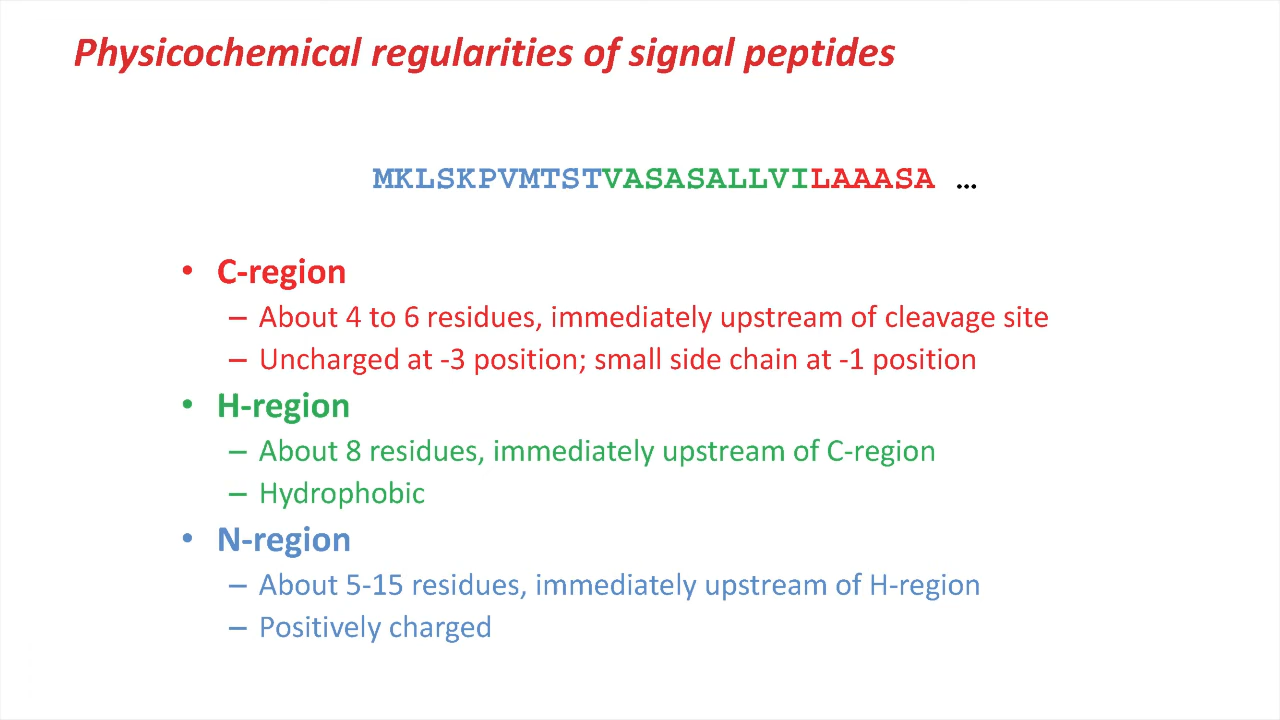 Physicochemical regularities of signal peptides
MKLSKPVMTSTVASASALLVILAAASA …
• C-region
– About 4 to 6 residues, immediately upstream of cleavage site
– Uncharged at -3 position; small side chain at -1 position
• H-region
– About 8 residues, immediately upstream of C-region
– Hydrophobic
• N-region
– About 5-15 residues, immediately upstream of H-region
– Positively charged